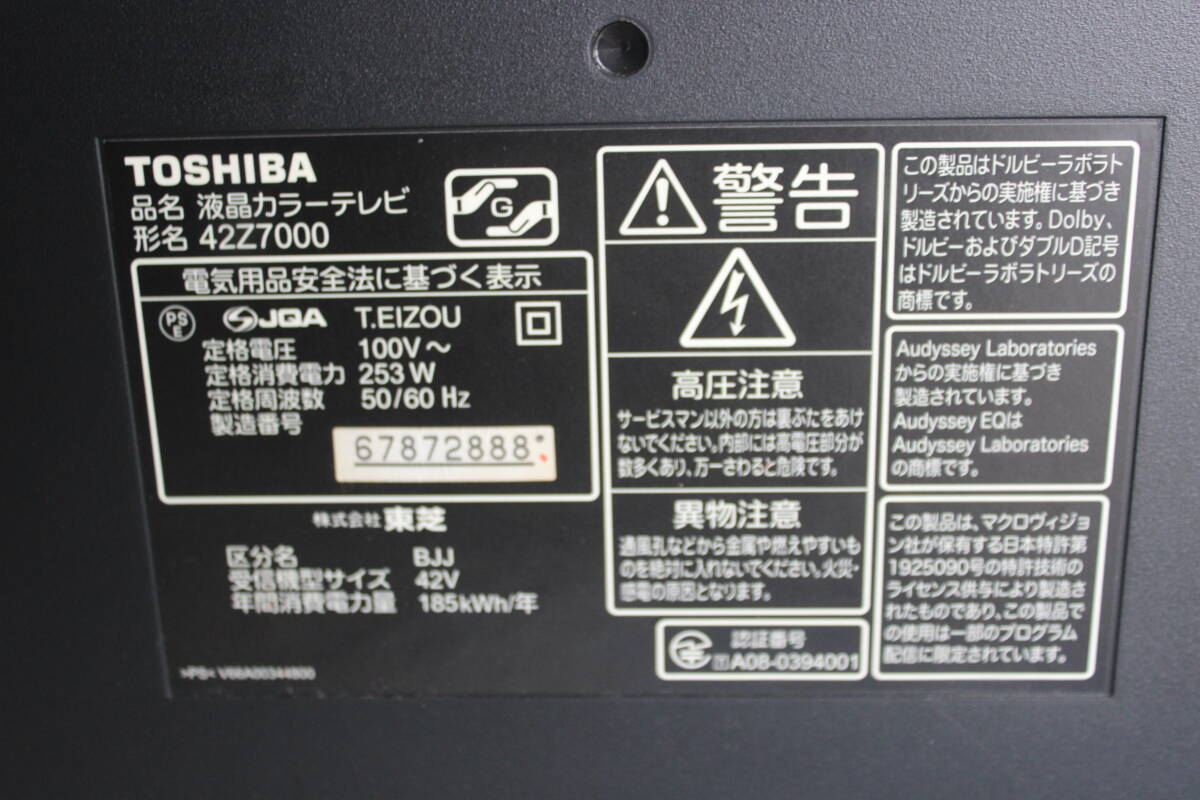 TOSHIBA
品名 液晶カラーテレビ
形名 42Z7000
G
電気用品安全法に基づく表示
PS
E
JQA T.EIZOU
定格電圧 100V～
定格消費電力 253W
定格周波数 50/60 Hz
製造番号
67872888
株式会社 東芝
区分名 BJJ
受信機型サイズ 42V
年間消費電力量 185kWh/年
>PS< V66A00344800
警告
高圧注意
サービスマン以外の方は裏ぶたをあけ
ないでください。内部には高電圧部分が
数多くあり、万一さわると危険です。
異物注意
通風孔などから金属や燃えやすいも
のを絶対に入れないでください。火災・
感電の原因となります。
認証番号
T A08-0394001
この製品はドルビーラボラト
リーズからの実施権に基づき
製造されています。Dolby、
ドルビーおよびダブルD記号
はドルビーラボラトリーズの
商標です。
Audyssey Laboratories
からの実施権に基づき
製造されています。
Audyssey EQは
Audyssey Laboratories
の商標です。
この製品は、マクロヴィジョ
ン社が保有する日本特許第
1925090号の特許技術の
ライセンス供与により製造さ
れたものであり、この製品で
の使用は一部のプログラム
配信に限定されています。